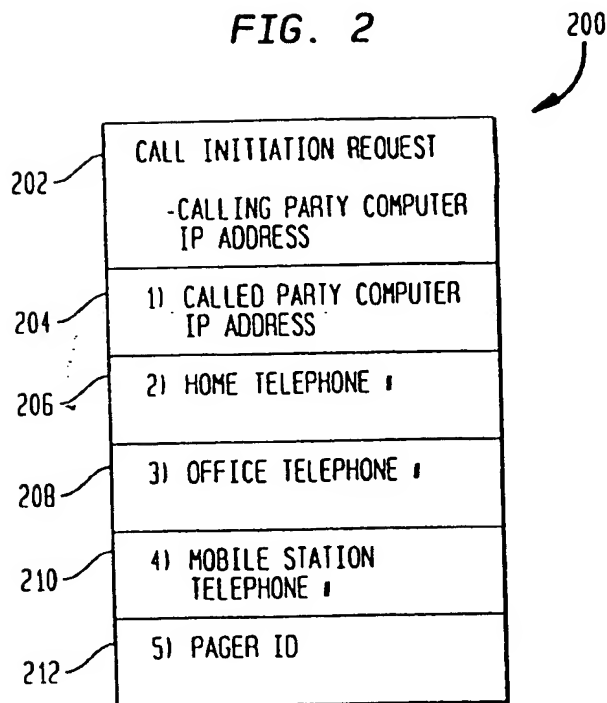 FIG. 2
200
CALL INITIATION REQUEST
202
-CALLING PARTY COMPUTER
IP ADDRESS
1) CALLED PARTY COMPUTER
204
IP ADDRESS
2) HOME TELEPHONE #
206
3) OFFICE TELEPHONE #
208
4) MOBILE STATION
210
TELEPHONE #
5) PAGER ID
212